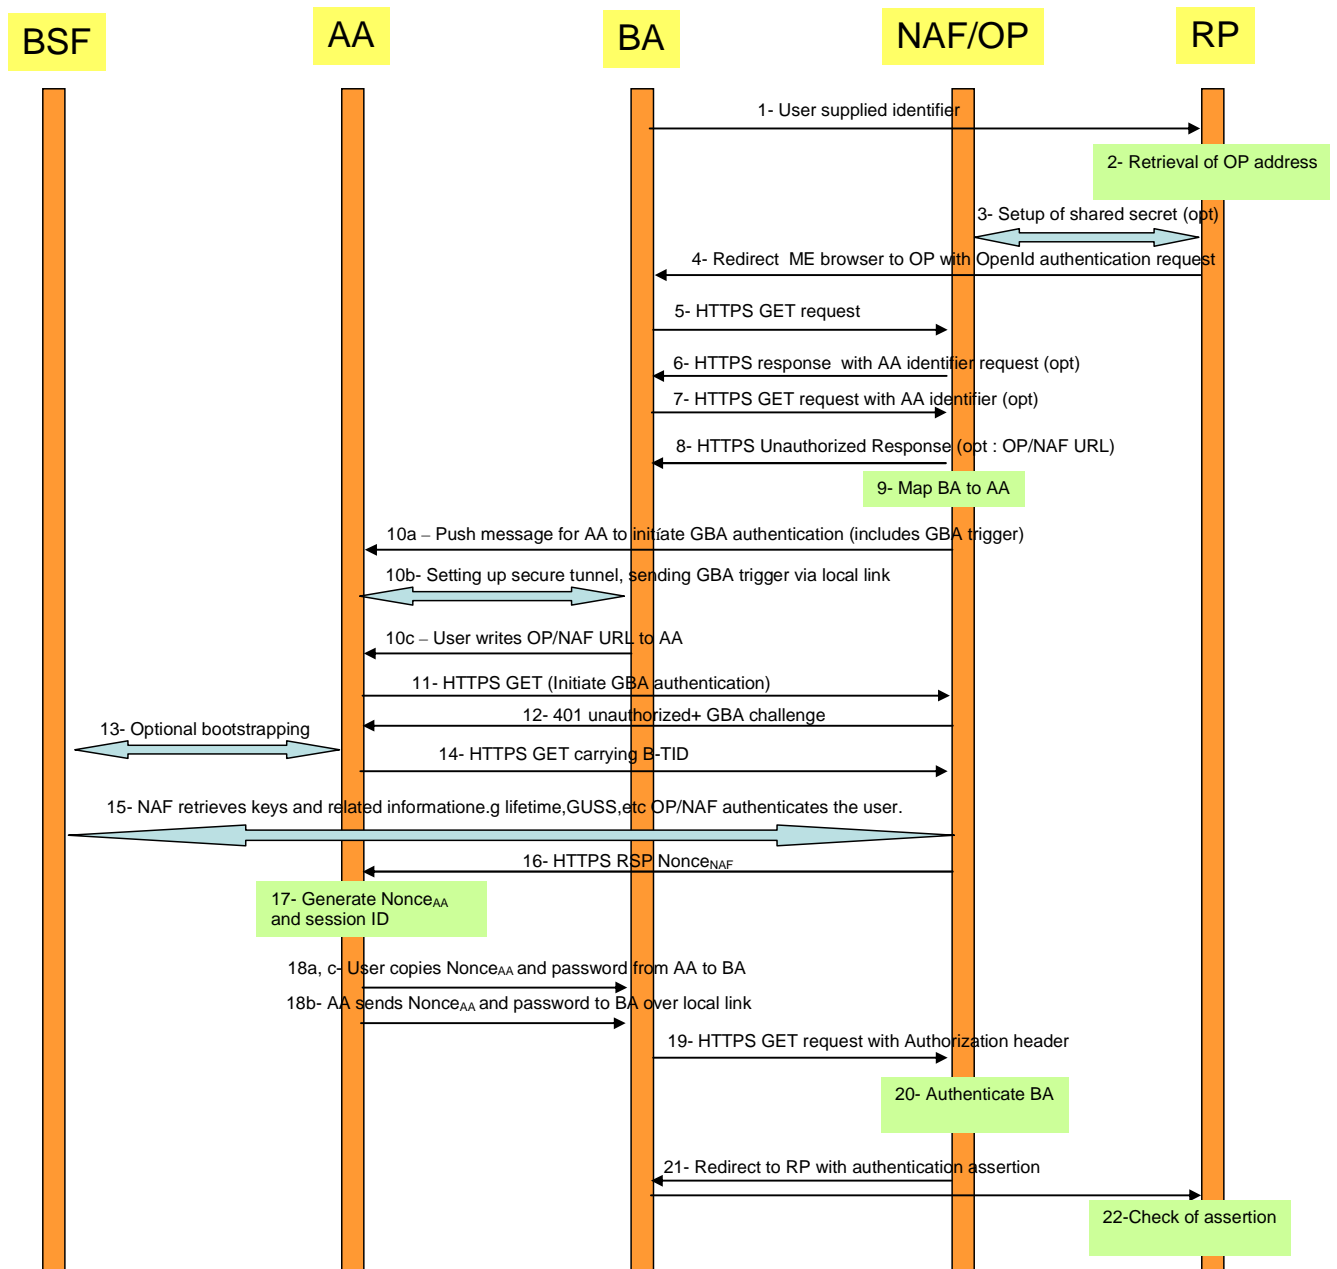 BSF
AA
BA
NAF/OP
RP
1- User supplied identifier
2- Retrieval of OP address
3- Setup of shared secret (opt)
4- Redirect ME browser to OP with OpenId authentication request
5- HTTPS GET request
6- HTTPS response with AA identifier request (opt)
7- HTTPS GET request with AA identifier (opt)
8- HTTPS Unauthorized Response (opt : OP/NAF URL)
9- Map BA to AA
10a – Push message for AA to initíate GBA authentication (includes GBA trigger)
10b- Setting up secure tunnel, sending GBA trigger via local link
10c – User writes OP/NAF URL to AA
11- HTTPS GET (Initiate GBA authentication)
12- 401 unauthorized+ GBA challenge
13- Optional bootstrapping
14- HTTPS GET carrying B-TID
15- NAF retrieves keys and related informatione.g lifetime,GUSS,etc OP/NAF authenticates the user.
16- HTTPS RSP NonceNAF
17- Generate NonceAA
and session ID
18a, c- User copies NonceAA and password from AA to BA
18b- AA sends NonceAA and password to BA over local link
19- HTTPS GET request with Authorization header
20- Authenticate BA
21- Redirect to RP with authentication assertion
22-Check of assertion